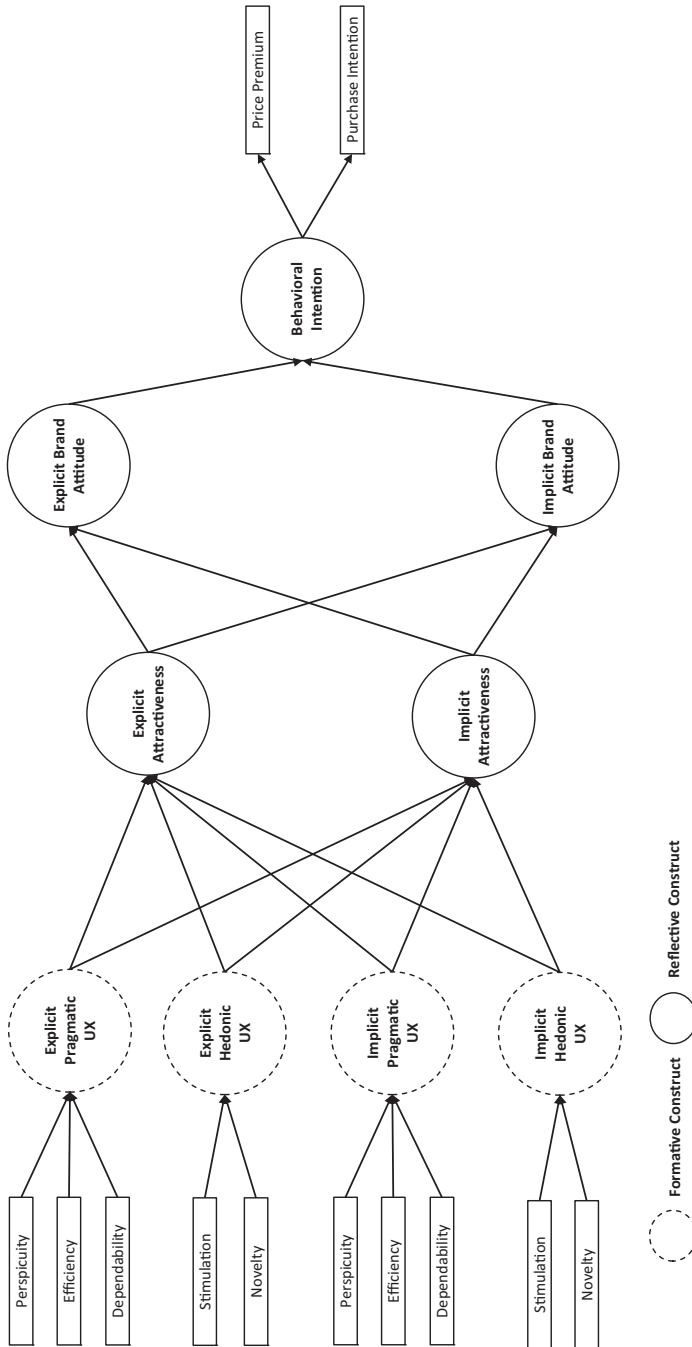 Perspicuity
Efficiency
Dependability
Stimulation
Novelty
Perspicuity
Efficiency
Dependability
Stimulation
Novelty
Explicit
Pragmatic
UX
Explicit
Hedonic
UX
Implicit
Pragmatic
UX
Implicit
Hedonic
UX
Explicit
Attractiveness
Implicit
Attractiveness
Explicit Brand
Attitude
Implicit Brand
Attitude
Behavioral
Intention
Price Premium
Purchase Intention
Formative Construct
Reflective Construct